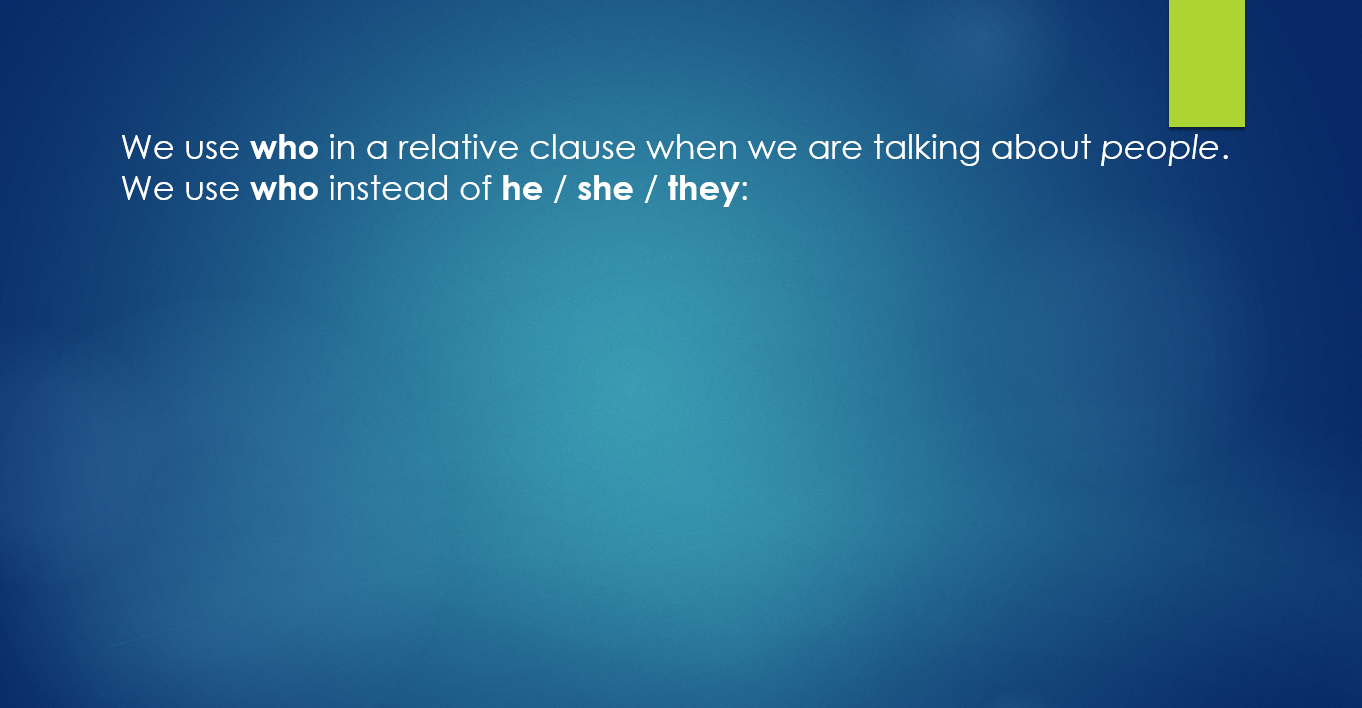 We use who in a relative clause when we are talking about people.
We use who instead of he / she / they: